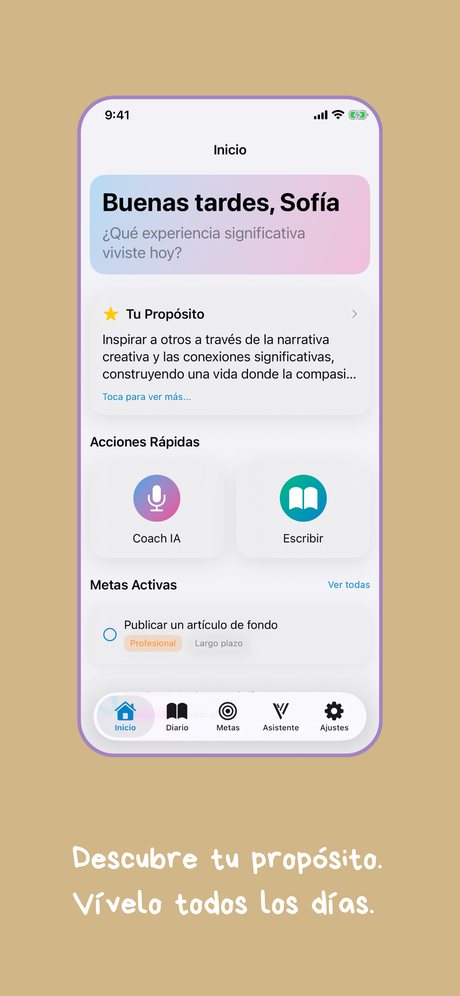 9:41
Inicio
Buenas tardes, Sofía
¿Qué experiencia significativa
viviste hoy?
Tu Propósito
Inspirar a otros a través de la narrativa
creativa y las conexiones significativas,
construyendo una vida donde la compasi...
Toca para ver más...
Acciones Rápidas
Coach IA
Escribir
Metas Activas
Ver todas
Publicar un artículo de fondo
Profesional
Largo plazo
Inicio
Diario
Metas
Asistente
Ajustes
Descubre tu propósito.
Vívelo todos los días.